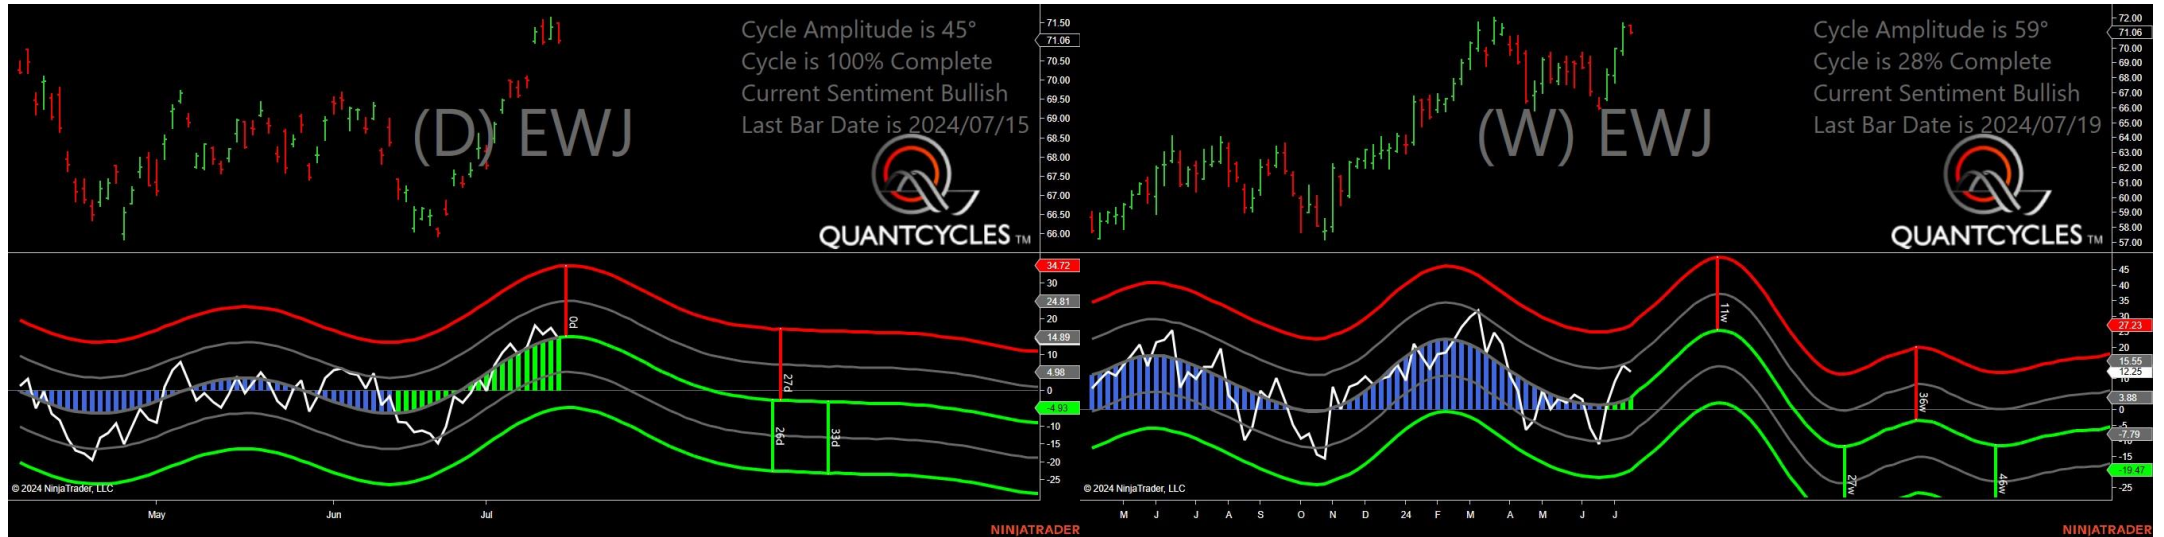 Cycle Amplitude is 45°
Cycle is 100% Complete
Current Sentiment Bullish
Last Bar Date is 2024/07/15
(D) EWJ
QUANTCYCLES TM
71.50
71.06
70.50
70.00
69.50
69.00
68.50
68.00
67.50
67.00
66.50
66.00
34.72
30
24.81
20
14.89
10
4.98
0
-4.93
-10
-15
-20
-25
0d
27d
26d
33d
© 2024 NinjaTrader, LLC
May
Jun
Jul
NINJATRADER
Cycle Amplitude is 59°
Cycle is 28% Complete
Current Sentiment Bullish
Last Bar Date is 2024/07/19
(W) EWJ
QUANTCYCLES TM
72.00
71.06
70.00
69.00
68.00
67.00
66.00
65.00
64.00
63.00
62.00
61.00
60.00
59.00
58.00
57.00
45
40
35
30
27.23
20
15.55
12.25
10
3.88
0
-5
-7.79
-10
-15
-19.47
-25
11w
36w
27w
46w
© 2024 NinjaTrader, LLC
M J J A S O N D 24 F M A M J J
NINJATRADER